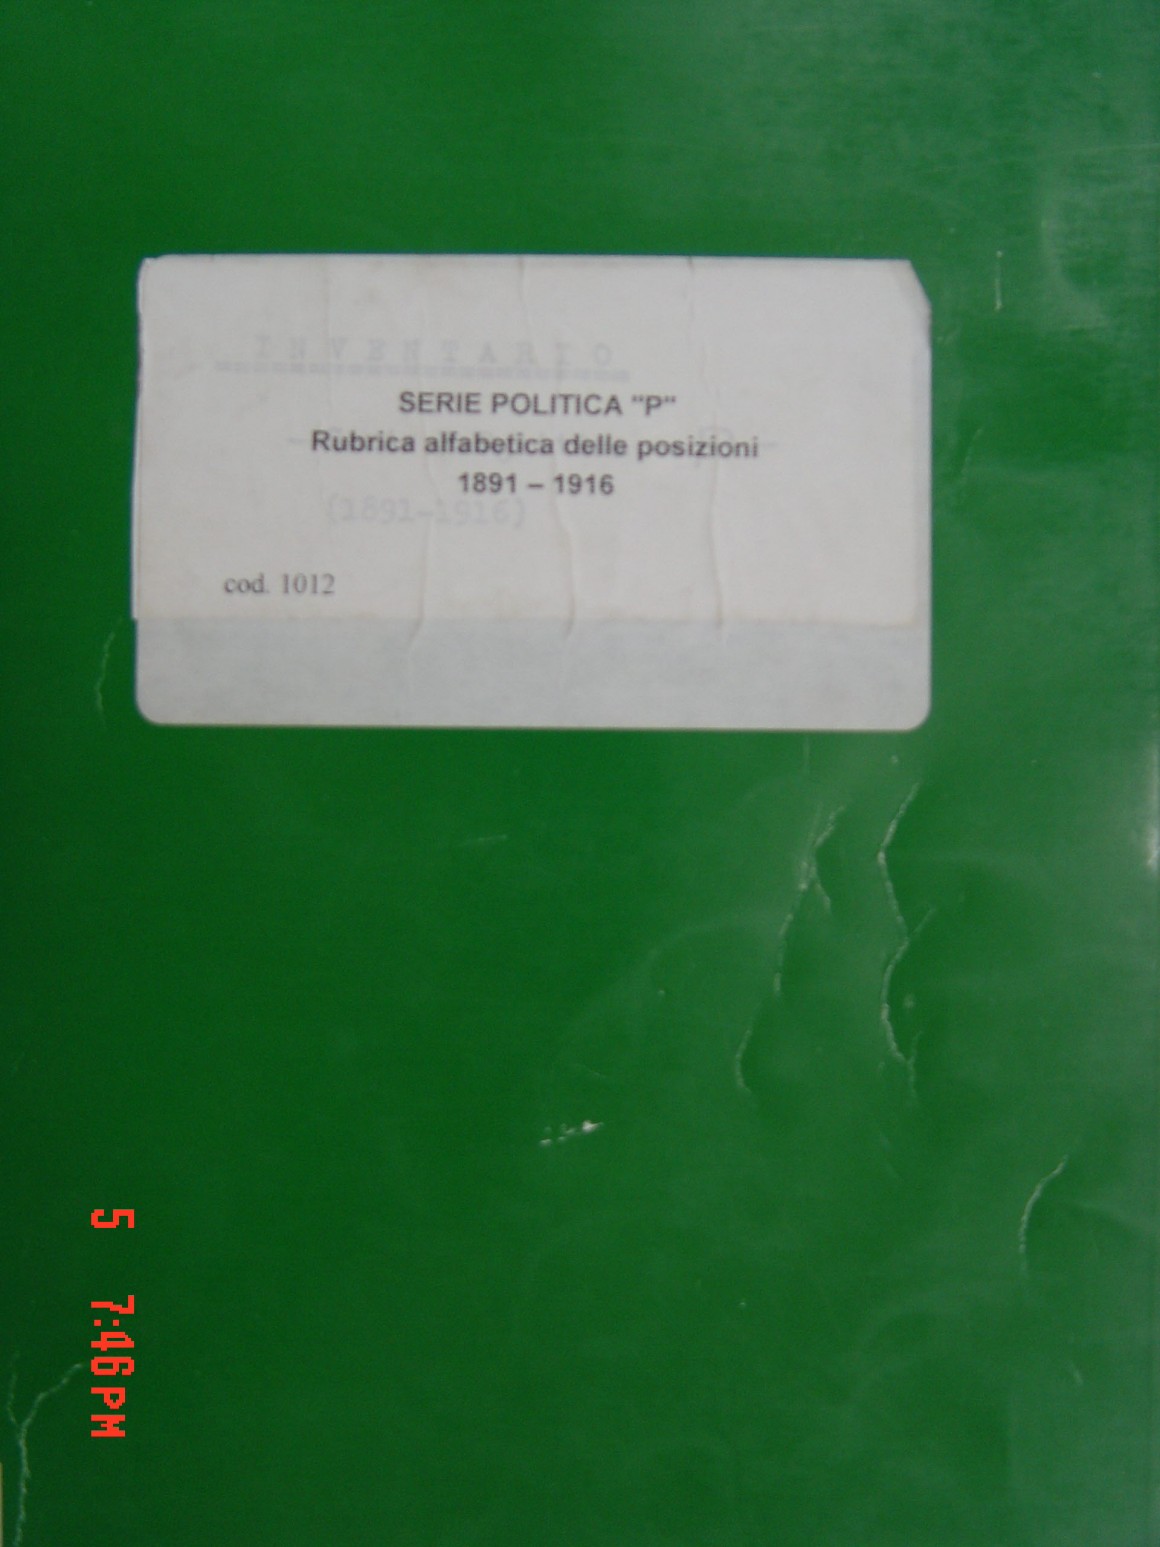 INVENTARIO
SERIE POLITICA "P"
Rubrica alfabetica delle posizioni
1891 – 1916
(1891-1916)
cod. 1012
5 7:46PM